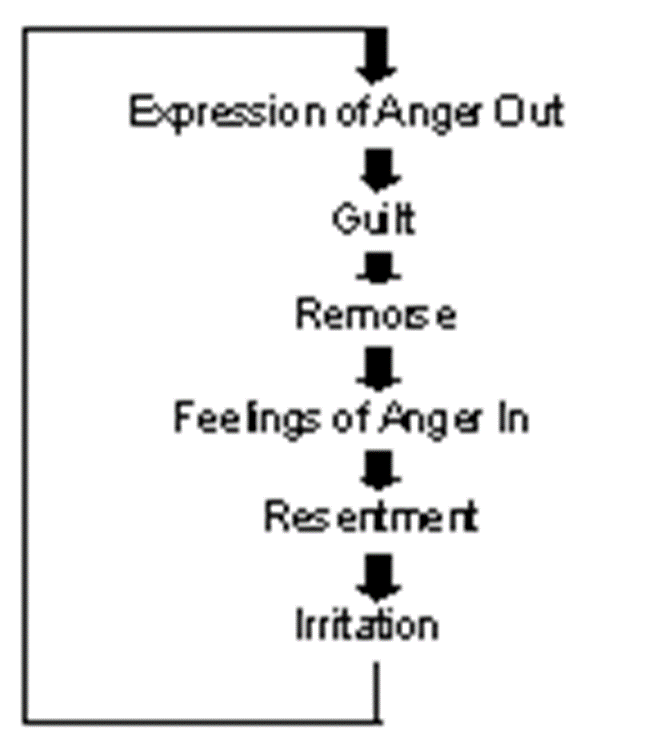 Expression of Anger Out
Guilt
Remorse
Feelings of Anger In
Resentment
Irritation